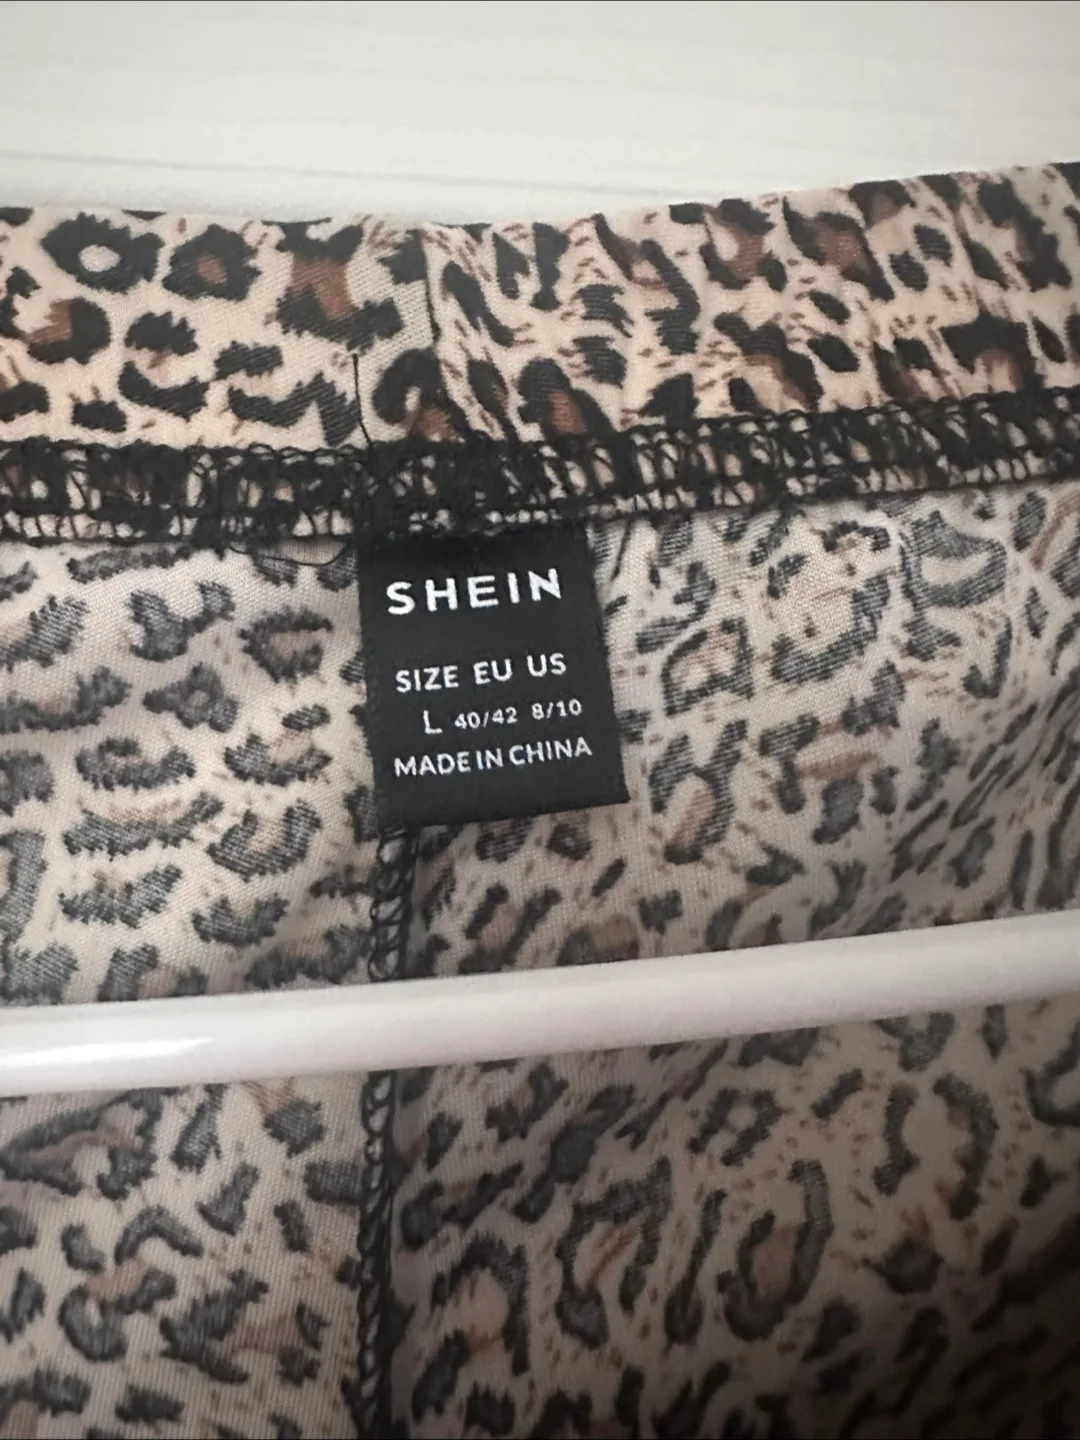 SHEIN
SIZE EU US
L 40/42 8/10
MADE IN CHINA